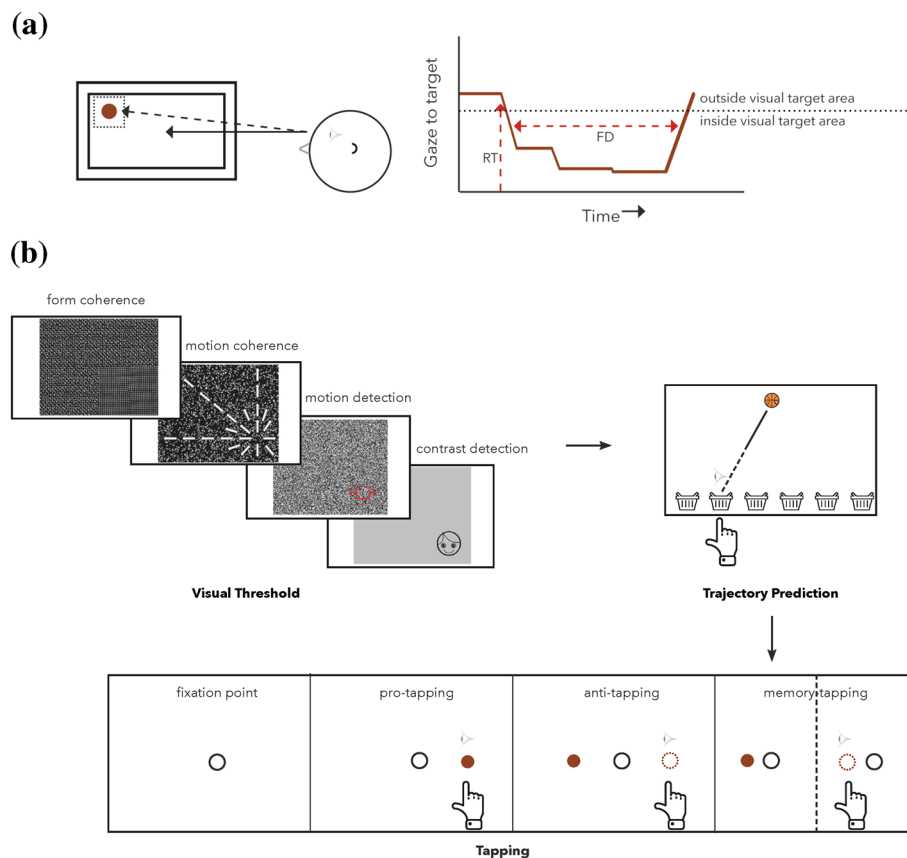 (a)
Gaze to target
RT
FD
outside visual target area
inside visual target area
Time
(b)
form coherence
motion coherence
motion detection
contrast detection
Visual Threshold
Trajectory Prediction
fixation point
pro-tapping
anti-tapping
memory-tapping
Tapping